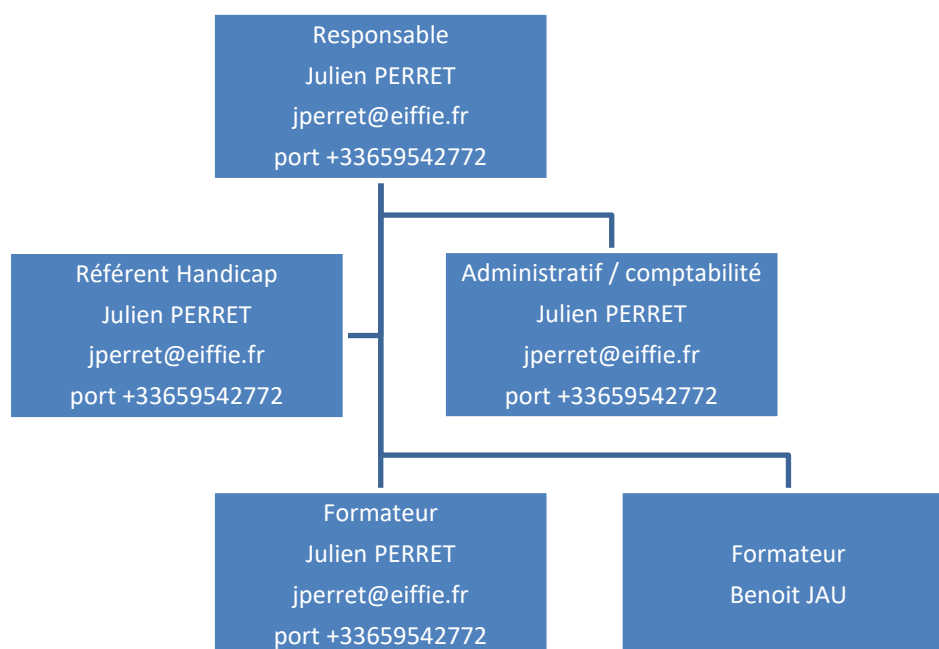 Responsable
Julien PERRET
jperret@eiffie.fr
port +33659542772
Référent Handicap
Julien PERRET
jperret@eiffie.fr
port +33659542772
Administratif / comptabilité
Julien PERRET
jperret@eiffie.fr
port +33659542772
Formateur
Julien PERRET
jperret@eiffie.fr
port +33659542772
Formateur
Benoit JAU